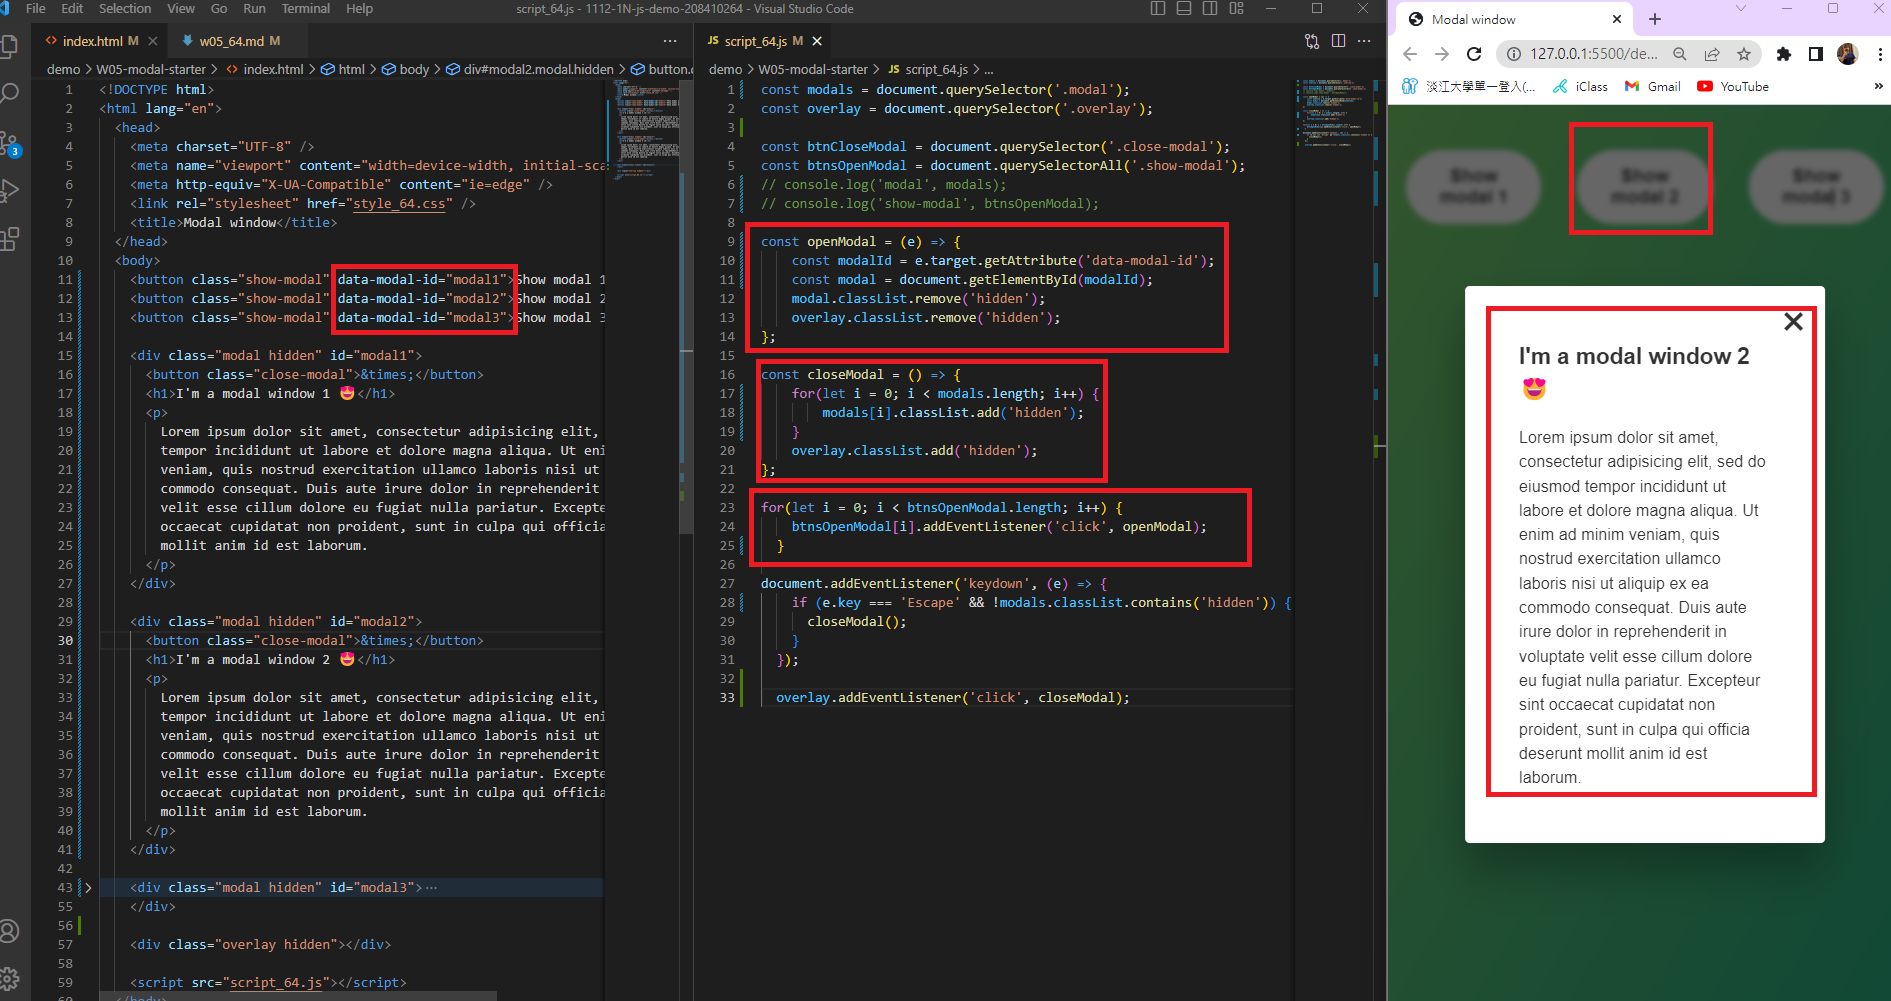 File Edit Selection View Go Run Terminal Help
script_64.js - 1112-1N-js-demo-208410264 - Visual Studio Code
index.html M
w05_64.md M
demo > W05-modal-starter > index.html > html > body > div#modal2.modal.hidden > button.c
1 <!DOCTYPE html>
2 <html lang="en">
3 <head>
4 <meta charset="UTF-8" />
5 <meta name="viewport" content="width=device-width, initial-sca
6 <meta http-equiv="X-UA-Compatible" content="ie=edge" />
7 <link rel="stylesheet" href="style_64.css" />
8 <title>Modal window</title>
9 </head>
10 <body>
11 <button class="show-modal" data-modal-id="modal1">Show modal 1
12 <button class="show-modal" data-modal-id="modal2">Show modal 2
13 <button class="show-modal" data-modal-id="modal3">Show modal 3
14
15 <div class="modal hidden" id="modal1">
16 <button class="close-modal">&times;</button>
17 <h1>I'm a modal window 1 😍</h1>
18 <p>
19 Lorem ipsum dolor sit amet, consectetur adipisicing elit,
20 tempor incididunt ut labore et dolore magna aliqua. Ut eni
21 veniam, quis nostrud exercitation ullamco laboris nisi ut
22 commodo consequat. Duis aute irure dolor in reprehenderit
23 velit esse cillum dolore eu fugiat nulla pariatur. Excepte
24 occaecat cupidatat non proident, sunt in culpa qui officia
25 mollit anim id est laborum.
26 </p>
27 </div>
28
29 <div class="modal hidden" id="modal2">
30 <button class="close-modal">&times;</button>
31 <h1>I'm a modal window 2 😍</h1>
32 <p>
33 Lorem ipsum dolor sit amet, consectetur adipisicing elit,
34 tempor incididunt ut labore et dolore magna aliqua. Ut eni
35 veniam, quis nostrud exercitation ullamco laboris nisi ut
36 commodo consequat. Duis aute irure dolor in reprehenderit
37 velit esse cillum dolore eu fugiat nulla pariatur. Excepte
38 occaecat cupidatat non proident, sunt in culpa qui officia
39 mollit anim id est laborum.
40 </p>
41 </div>
42
43 <div class="modal hidden" id="modal3">···
55 </div>
56
57 <div class="overlay hidden"></div>
58
59 <script src="script_64.js"></script>
60 </body>
3
JS script_64.js M
demo > W05-modal-starter > JS script_64.js > ...
1 const modals = document.querySelector('.modal');
2 const overlay = document.querySelector('.overlay');
3
4 const btnCloseModal = document.querySelector('.close-modal');
5 const btnsOpenModal = document.querySelectorAll('.show-modal');
6 // console.log('modal', modals);
7 // console.log('show-modal', btnsOpenModal);
8
9 const openModal = (e) => {
10 const modalId = e.target.getAttribute('data-modal-id');
11 const modal = document.getElementById(modalId);
12 modal.classList.remove('hidden');
13 overlay.classList.remove('hidden');
14 };
15
16 const closeModal = () => {
17 for(let i = 0; i < modals.length; i++) {
18 modals[i].classList.add('hidden');
19 }
20 overlay.classList.add('hidden');
21 };
22
23 for(let i = 0; i < btnsOpenModal.length; i++) {
24 btnsOpenModal[i].addEventListener('click', openModal);
25 }
26
27 document.addEventListener('keydown', (e) => {
28 if (e.key === 'Escape' && !modals.classList.contains('hidden')) {
29 closeModal();
30 }
31 });
32
33 overlay.addEventListener('click', closeModal);
Modal window
127.0.0.1:5500/de...
淡江大學單一登入(... iClass Gmail YouTube »
Show
modal 1
Show
modal 2
Show
modal 3
I'm a modal window 2
😍
Lorem ipsum dolor sit amet,
consectetur adipisicing elit, sed do
eiusmod tempor incididunt ut
labore et dolore magna aliqua. Ut
enim ad minim veniam, quis
nostrud exercitation ullamco
laboris nisi ut aliquip ex ea
commodo consequat. Duis aute
irure dolor in reprehenderit in
voluptate velit esse cillum dolore
eu fugiat nulla pariatur. Excepteur
sint occaecat cupidatat non
proident, sunt in culpa qui officia
deserunt mollit anim id est
laborum.